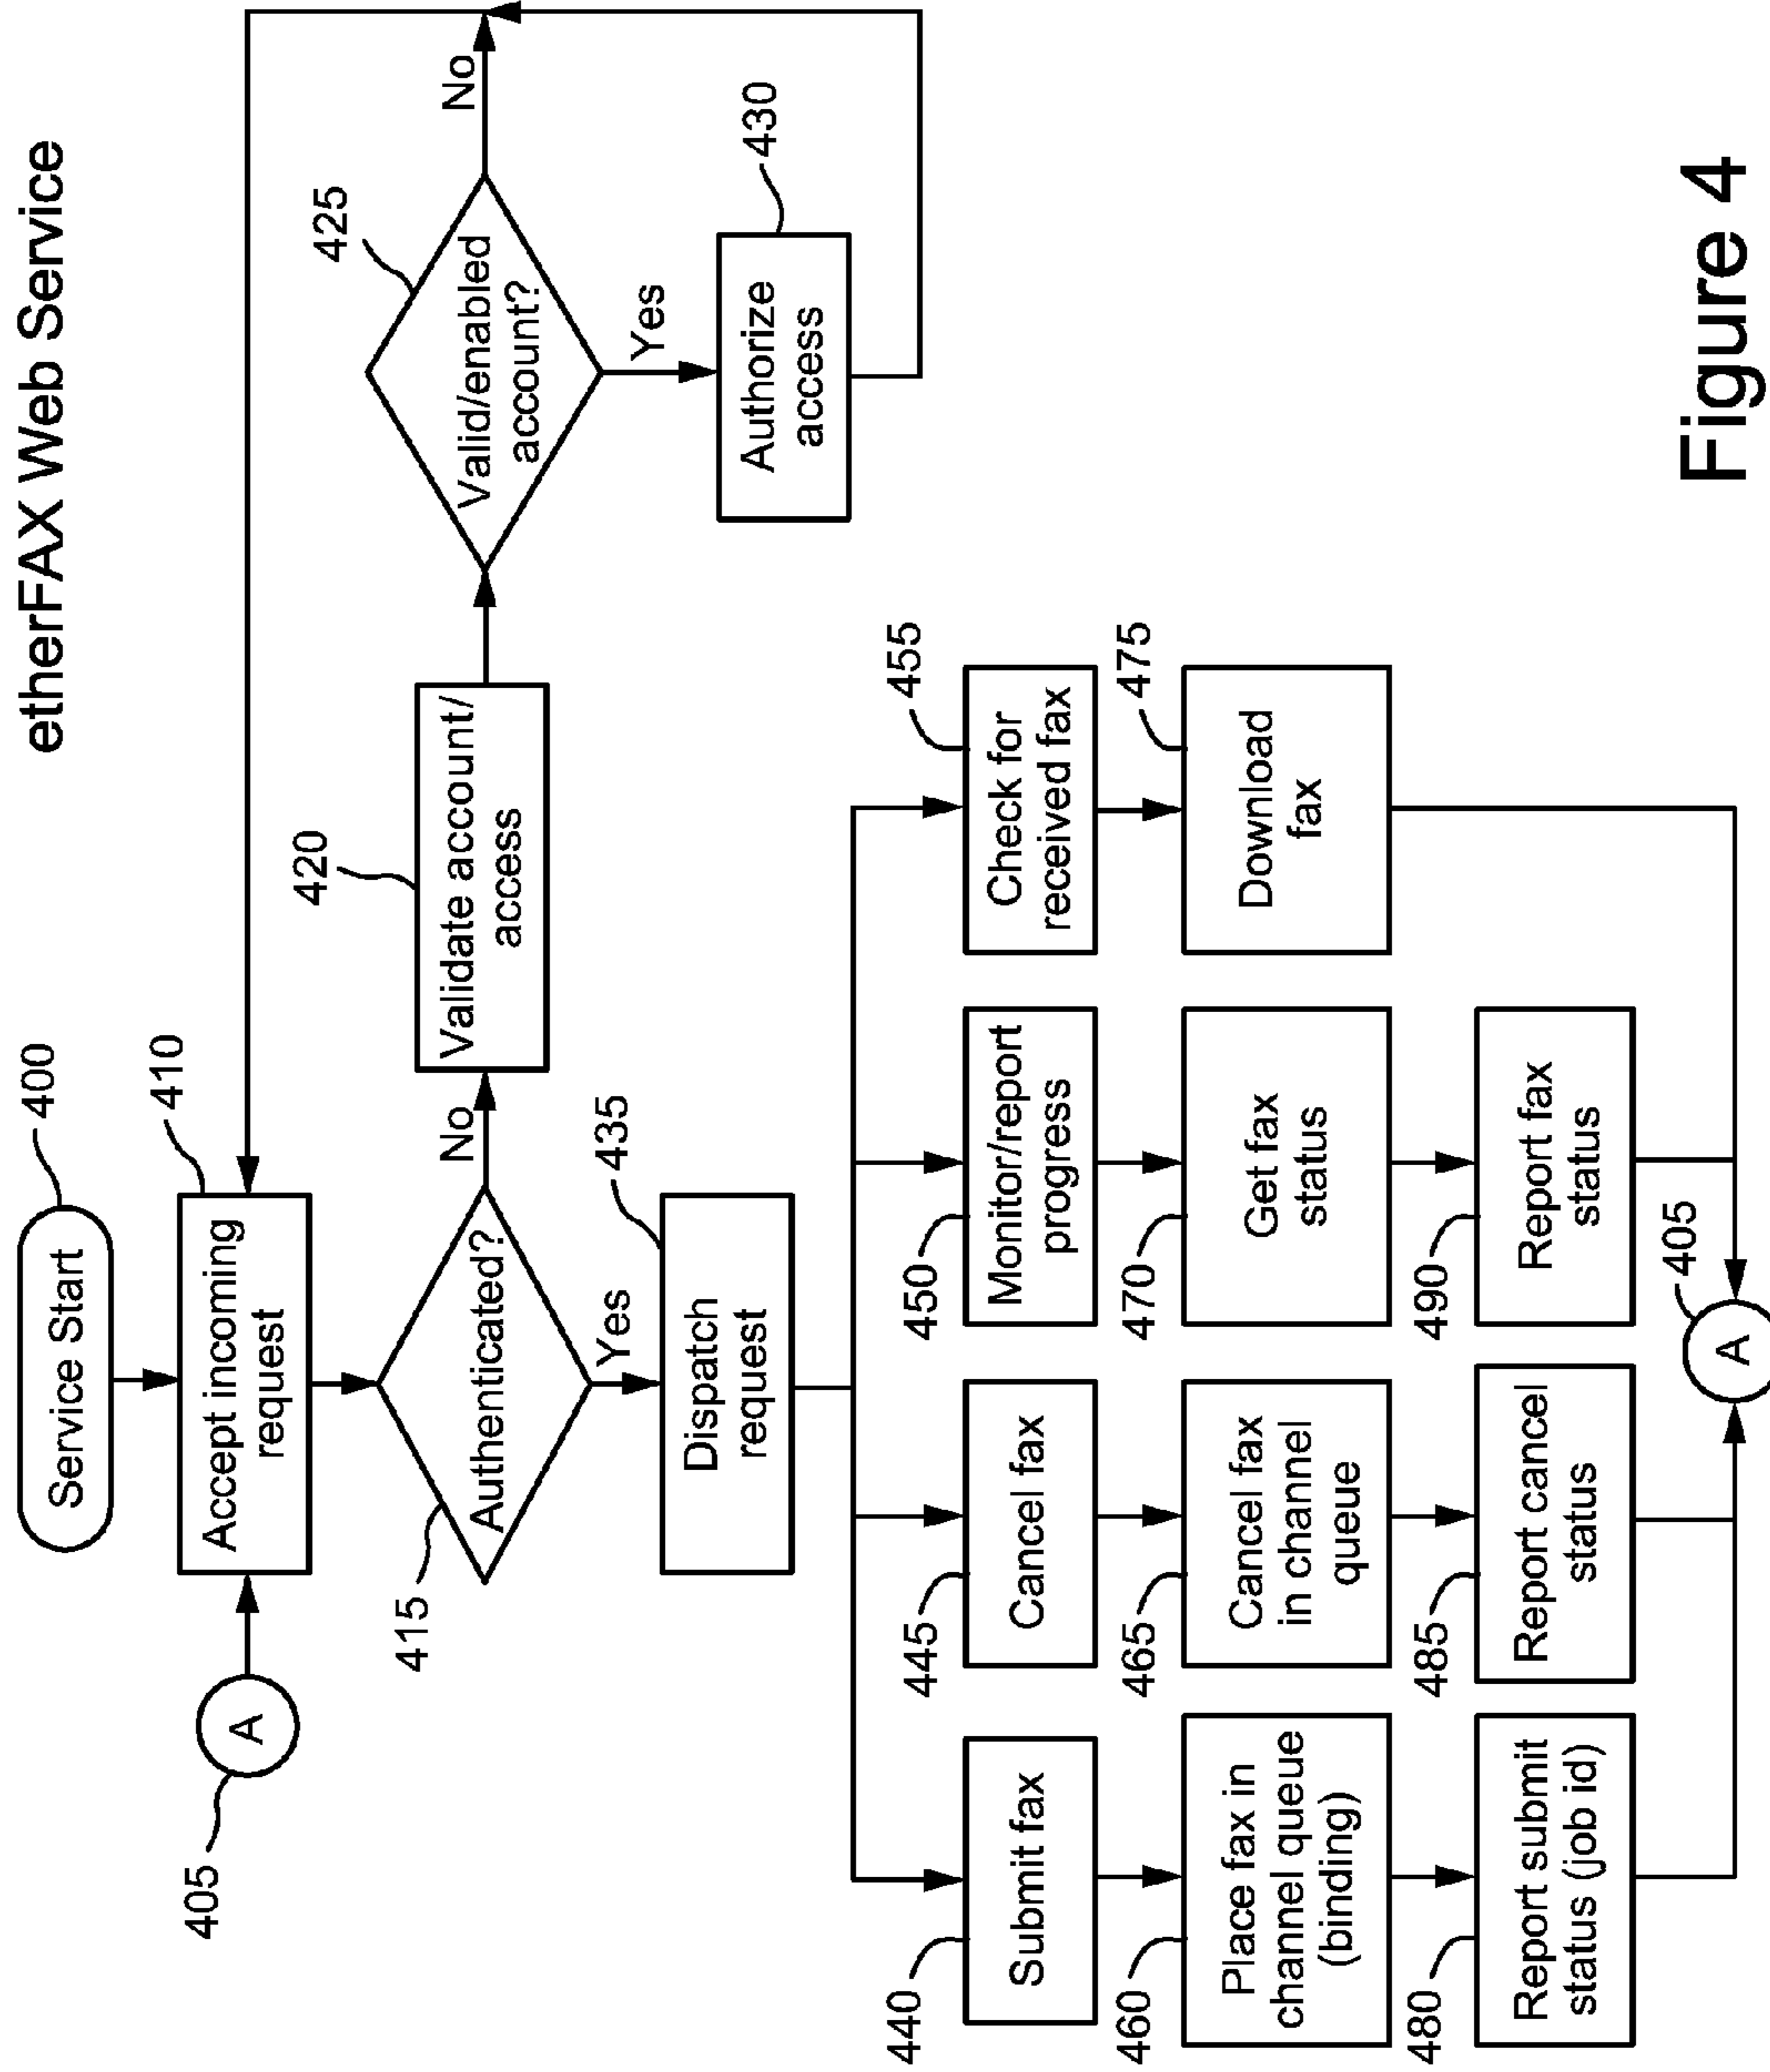 etherFAX Web Service
Service Start
400
405
A
Accept incoming
request
410
415
Authenticated?
No
Yes
420
Validate account/
access
425
Valid/enabled
account?
No
Yes
430
Authorize
access
435
Dispatch
request
440
Submit fax
445
Cancel fax
450
Monitor/report
progress
455
Check for
received fax
460
Place fax in
channel queue
(binding)
465
Cancel fax
in channel
queue
470
Get fax
status
475
Download
fax
480
Report submit
status (job id)
485
Report cancel
status
490
Report fax
status
405
A
Figure 4